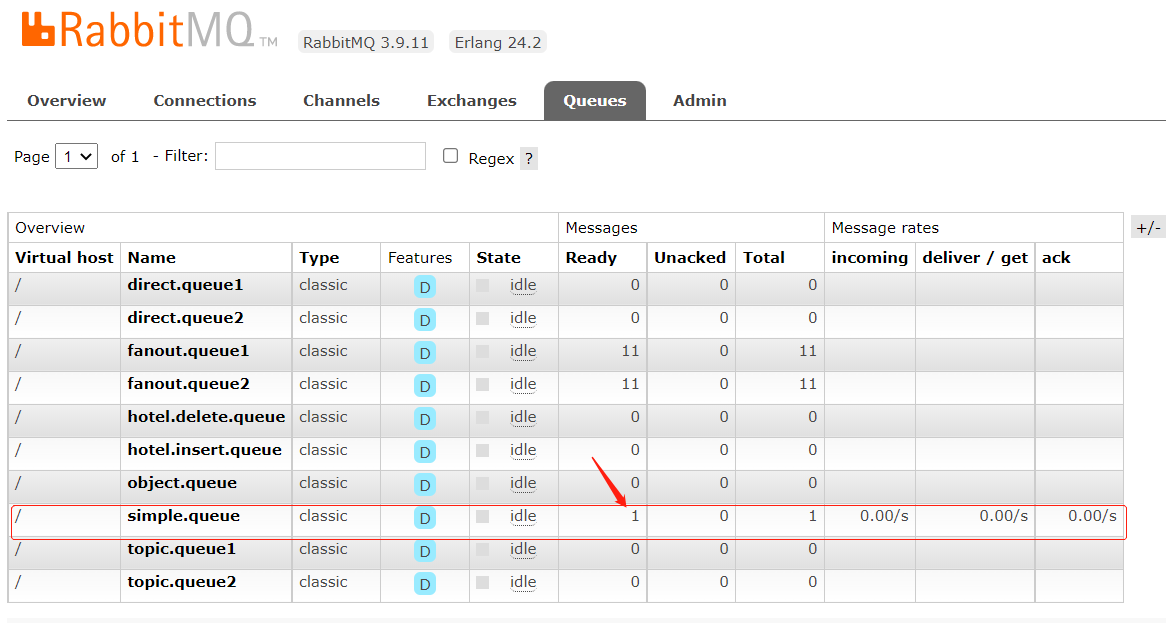 RabbitMQ TM RabbitMQ 3.9.11 Erlang 24.2
Overview Connections Channels Exchanges Queues Admin
Page 1 of 1 - Filter: Regex ?
Overview Messages Message rates +/-
Virtual host Name Type Features State Ready Unacked Total incoming deliver / get ack
/ direct.queue1 classic D idle 0 0 0
/ direct.queue2 classic D idle 0 0 0
/ fanout.queue1 classic D idle 11 0 11
/ fanout.queue2 classic D idle 11 0 11
/ hotel.delete.queue classic D idle 0 0 0
/ hotel.insert.queue classic D idle 0 0 0
/ object.queue classic D idle 0 0 0
/ simple.queue classic D idle 1 0 1 0.00/s 0.00/s 0.00/s
/ topic.queue1 classic D idle 0 0 0
/ topic.queue2 classic D idle 0 0 0